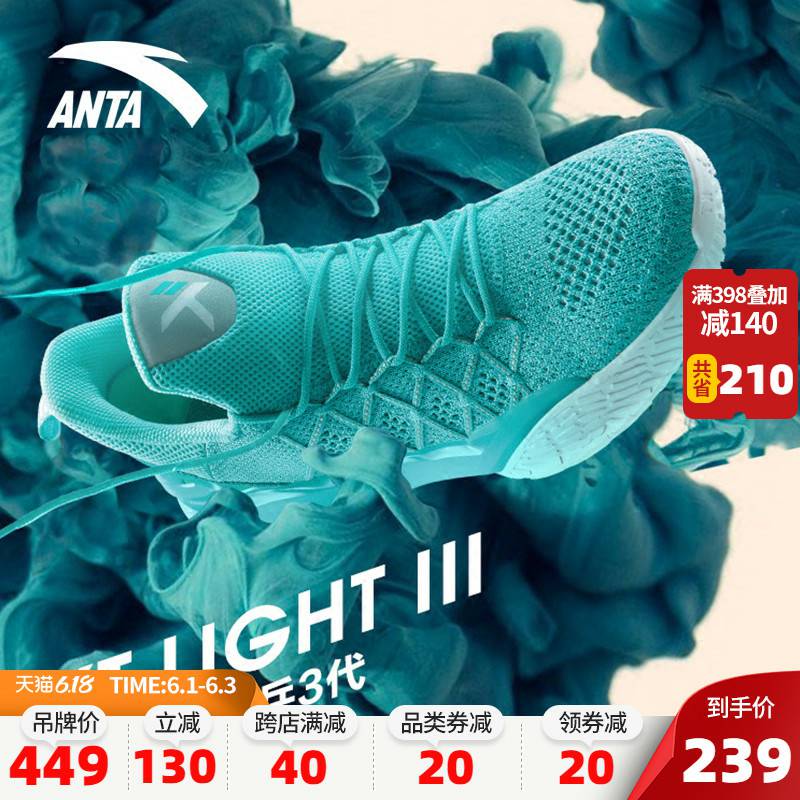 ANTA
满398叠加
减140
共省
210
KT LIGHT III
兵3代
天猫6.18
TIME:6.1-6.3
吊牌价
立减
跨店满减
品类券减
领券减
到手价
449
130
40
20
20
239